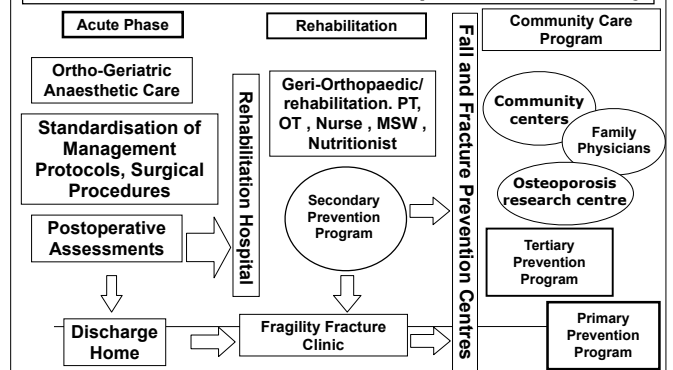 Acute Phase
Rehabilitation
Community Care
Program
Ortho-Geriatric
Anaesthetic Care
Standardisation of
Management
Protocols, Surgical
Procedures
Postoperative
Assessments
Discharge
Home
Rehabilitation Hospital
Geri-Orthopaedic/
rehabilitation. PT,
OT , Nurse , MSW ,
Nutritionist
Secondary
Prevention
Program
Fragility Fracture
Clinic
Fall and Fracture Prevention Centres
Community
centers
Family
Physicians
Osteoporosis
research centre
Tertiary
Prevention
Program
Primary
Prevention
Program